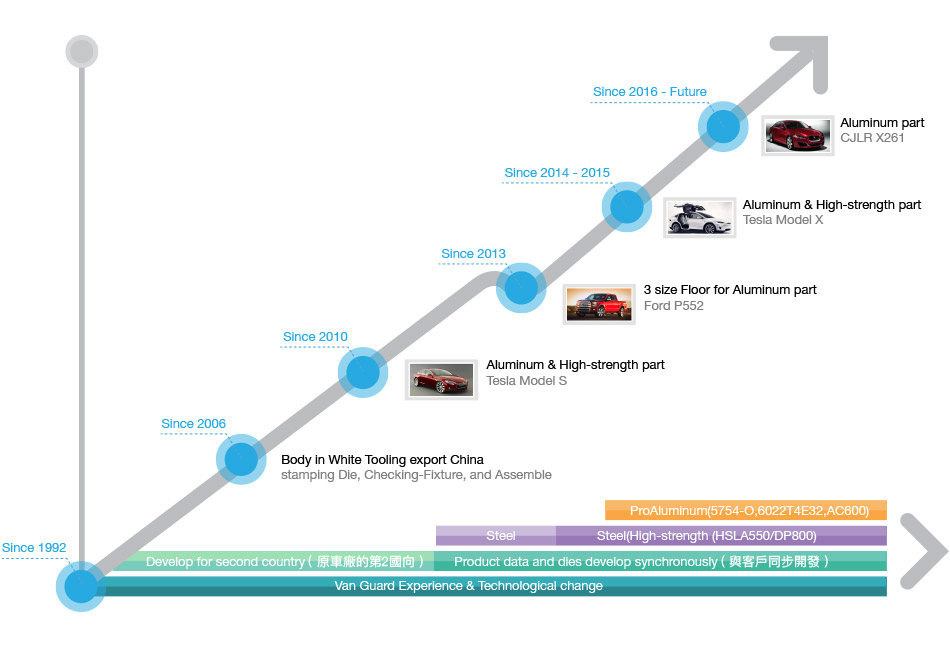 Since 2016 - Future
Aluminum part
CJLR X261
Since 2014 - 2015
Aluminum & High-strength part
Tesla Model X
Since 2013
3 size Floor for Aluminum part
Ford P552
Since 2010
Aluminum & High-strength part
Tesla Model S
Since 2006
Body in White Tooling export China
stamping Die, Checking-Fixture, and Assemble
ProAluminum(5754-O,6022T4E32,AC600)
Steel
Steel(High-strength (HSLA550/DP800)
Since 1992
Develop for second country ( 原車廠的第2國向 )
Product data and dies develop synchronously ( 與客戶同步開發 )
Van Guard Experience & Technological change